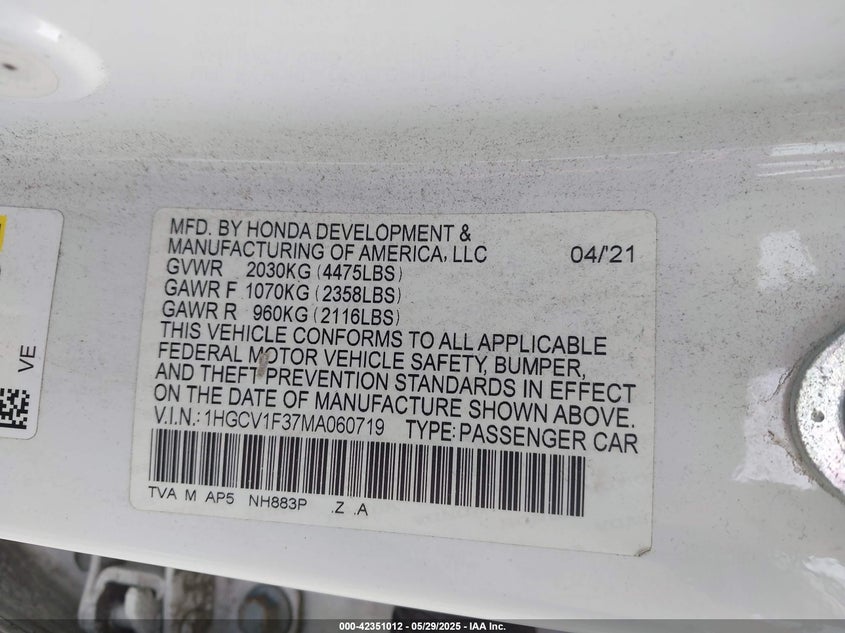 MFD. BY HONDA DEVELOPMENT &
MANUFACTURING OF AMERICA, LLC 04/'21
GVWR 2030KG (4475LBS)
GAWR F 1070KG (2358LBS)
GAWR R 960KG (2116LBS)
THIS VEHICLE CONFORMS TO ALL APPLICABLE
FEDERAL MOTOR VEHICLE SAFETY, BUMPER,
AND THEFT PREVENTION STANDARDS IN EFFECT
ON THE DATE OF MANUFACTURE SHOWN ABOVE.
V.I.N.: 1HGCV1F37MA060719 TYPE: PASSENGER CAR
TVA M AP5 NH883P .Z .A
VE
000-42351012 - 05/29/2025 - IAA Inc.